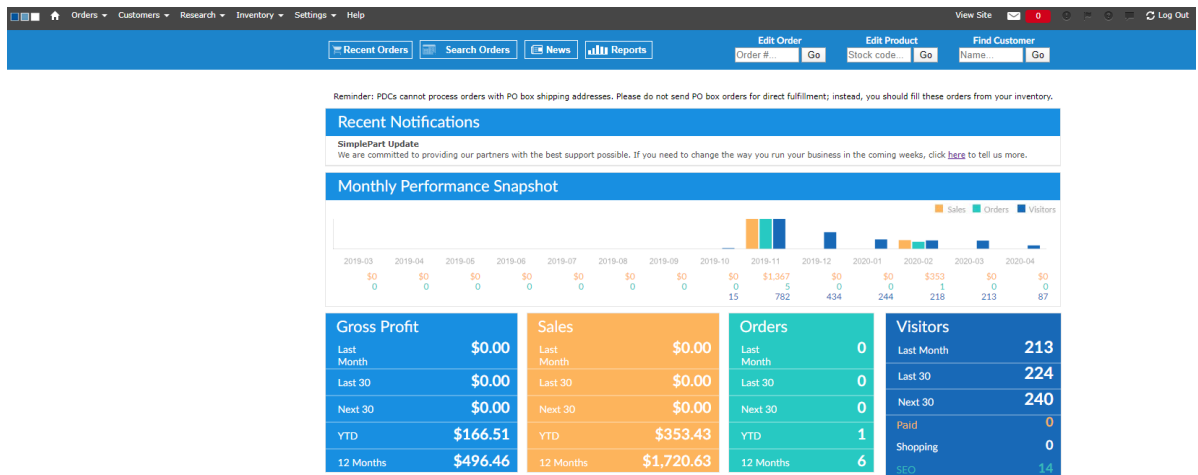 Orders Customers Research Inventory Settings Help View Site 0 Log Out
Recent Orders Search Orders News Reports
Edit Order Edit Product Find Customer
Order #... Go Stock code... Go Name... Go
Reminder: PDCs cannot process orders with PO box shipping addresses. Please do not send PO box orders for direct fulfillment; instead, you should fill these orders from your inventory.
Recent Notifications
SimplePart Update
We are committed to providing our partners with the best support possible. If you need to change the way you run your business in the coming weeks, click here to tell us more.
Monthly Performance Snapshot
Sales Orders Visitors
2019-03 2019-04 2019-05 2019-06 2019-07 2019-08 2019-09 2019-10 2019-11 2019-12 2020-01 2020-02 2020-03 2020-04
$0 $0 $0 $0 $0 $0 $0 $0 $1,367 $0 $0 $353 $0 $0
0 0 0 0 0 0 0 0 5 0 0 1 0 0
15 782 434 244 218 213 87
Gross Profit
Last Month $0.00
Last 30 $0.00
Next 30 $0.00
YTD $166.51
12 Months $496.46
Sales
Last Month $0.00
Last 30 $0.00
Next 30 $0.00
YTD $353.43
12 Months $1,720.63
Orders
Last Month 0
Last 30 0
Next 30 0
YTD 1
12 Months 6
Visitors
Last Month 213
Last 30 224
Next 30 240
Paid 0
Shopping 0
SEO 14